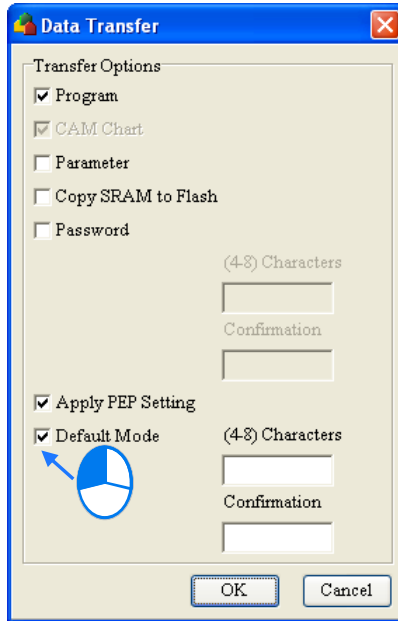 Data Transfer
Transfer Options
Program
CAM Chart
Parameter
Copy SRAM to Flash
Password
(4-8) Characters
Confirmation
Apply PEP Setting
Default Mode (4-8) Characters
Confirmation
OK Cancel